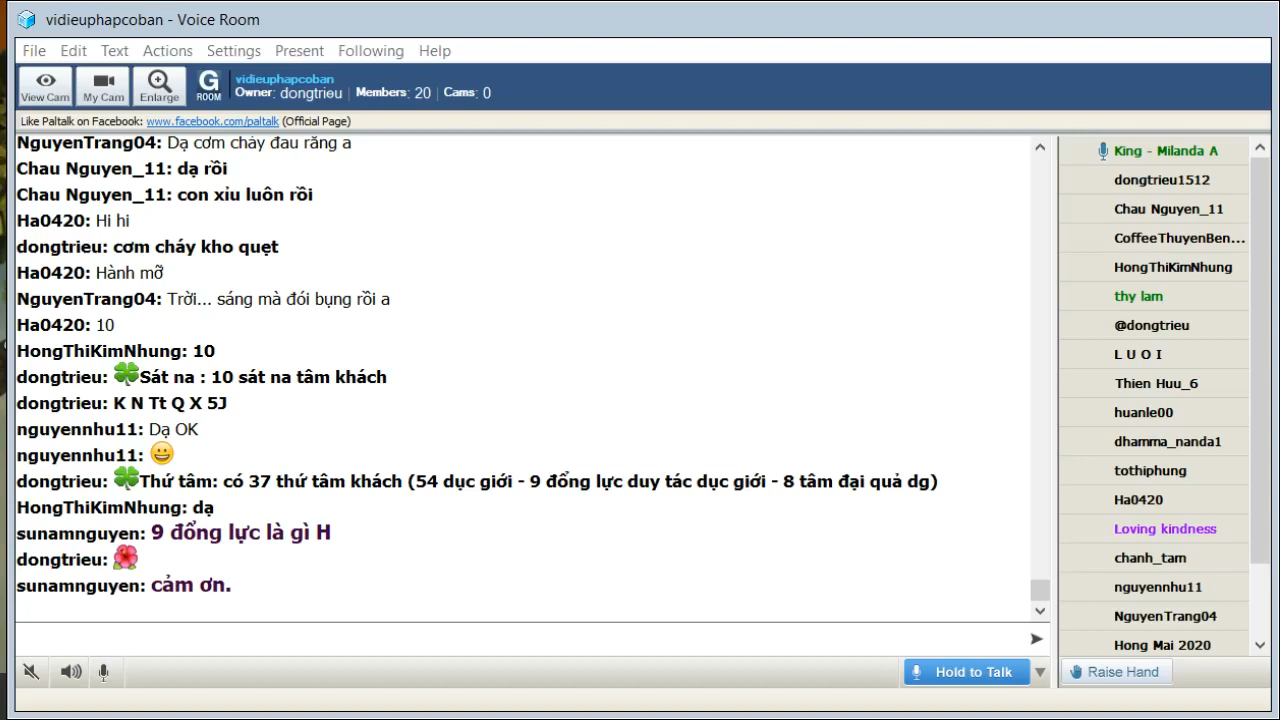 vidieuphapcoban - Voice Room
File Edit Text Actions Settings Present Following Help
View Cam My Cam Enlarge G ROOM
vidieuphapcoban
Owner: dongtrieu | Members: 20 | Cams: 0
Like Paltalk on Facebook: www.facebook.com/paltalk (Official Page)
NguyenTrang04: Dạ cơm cháy đau răng a
Chau Nguyen_11: dạ rồi
Chau Nguyen_11: con xỉu luôn rồi
Ha0420: Hi hi
dongtrieu: cơm cháy kho quẹt
Ha0420: Hành mỡ
NguyenTrang04: Trời... sáng mà đói bụng rồi a
Ha0420: 10
HongThiKimNhung: 10
dongtrieu: 🍀Sát na : 10 sát na tâm khách
dongtrieu: K N Tt Q X 5J
nguyennhu11: Dạ OK
nguyennhu11: 😀
dongtrieu: 🍀Thứ tâm: có 37 thứ tâm khách (54 dục giới - 9 đổng lực duy tác dục giới - 8 tâm đại quả dg)
HongThiKimNhung: dạ
sunamnguyen: 9 đổng lực là gì H
dongtrieu: 🌺
sunamnguyen: cảm ơn.
King - Milanda A
dongtrieu1512
Chau Nguyen_11
CoffeeThuyenBen...
HongThiKimNhung
thy lam
@dongtrieu
L U O I
Thien Huu_6
huanle00
dhamma_nanda1
tothiphung
Ha0420
Loving kindness
chanh_tam
nguyennhu11
NguyenTrang04
Hong Mai 2020
Hold to Talk
Raise Hand